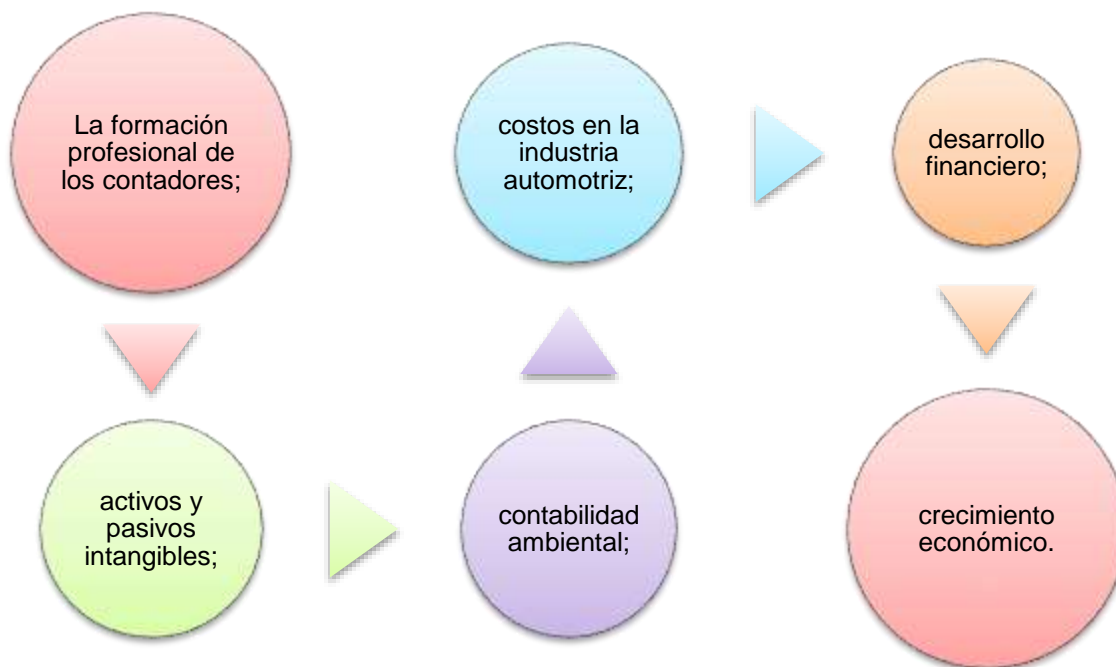 La formación
profesional de
los contadores;
activos y
pasivos
intangibles;
contabilidad
ambiental;
costos en la
industria
automotriz;
desarrollo
financiero;
crecimiento
económico.